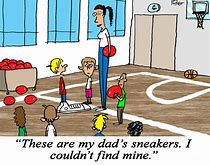 "These are my dad's sneakers. I
couldn't find mine."